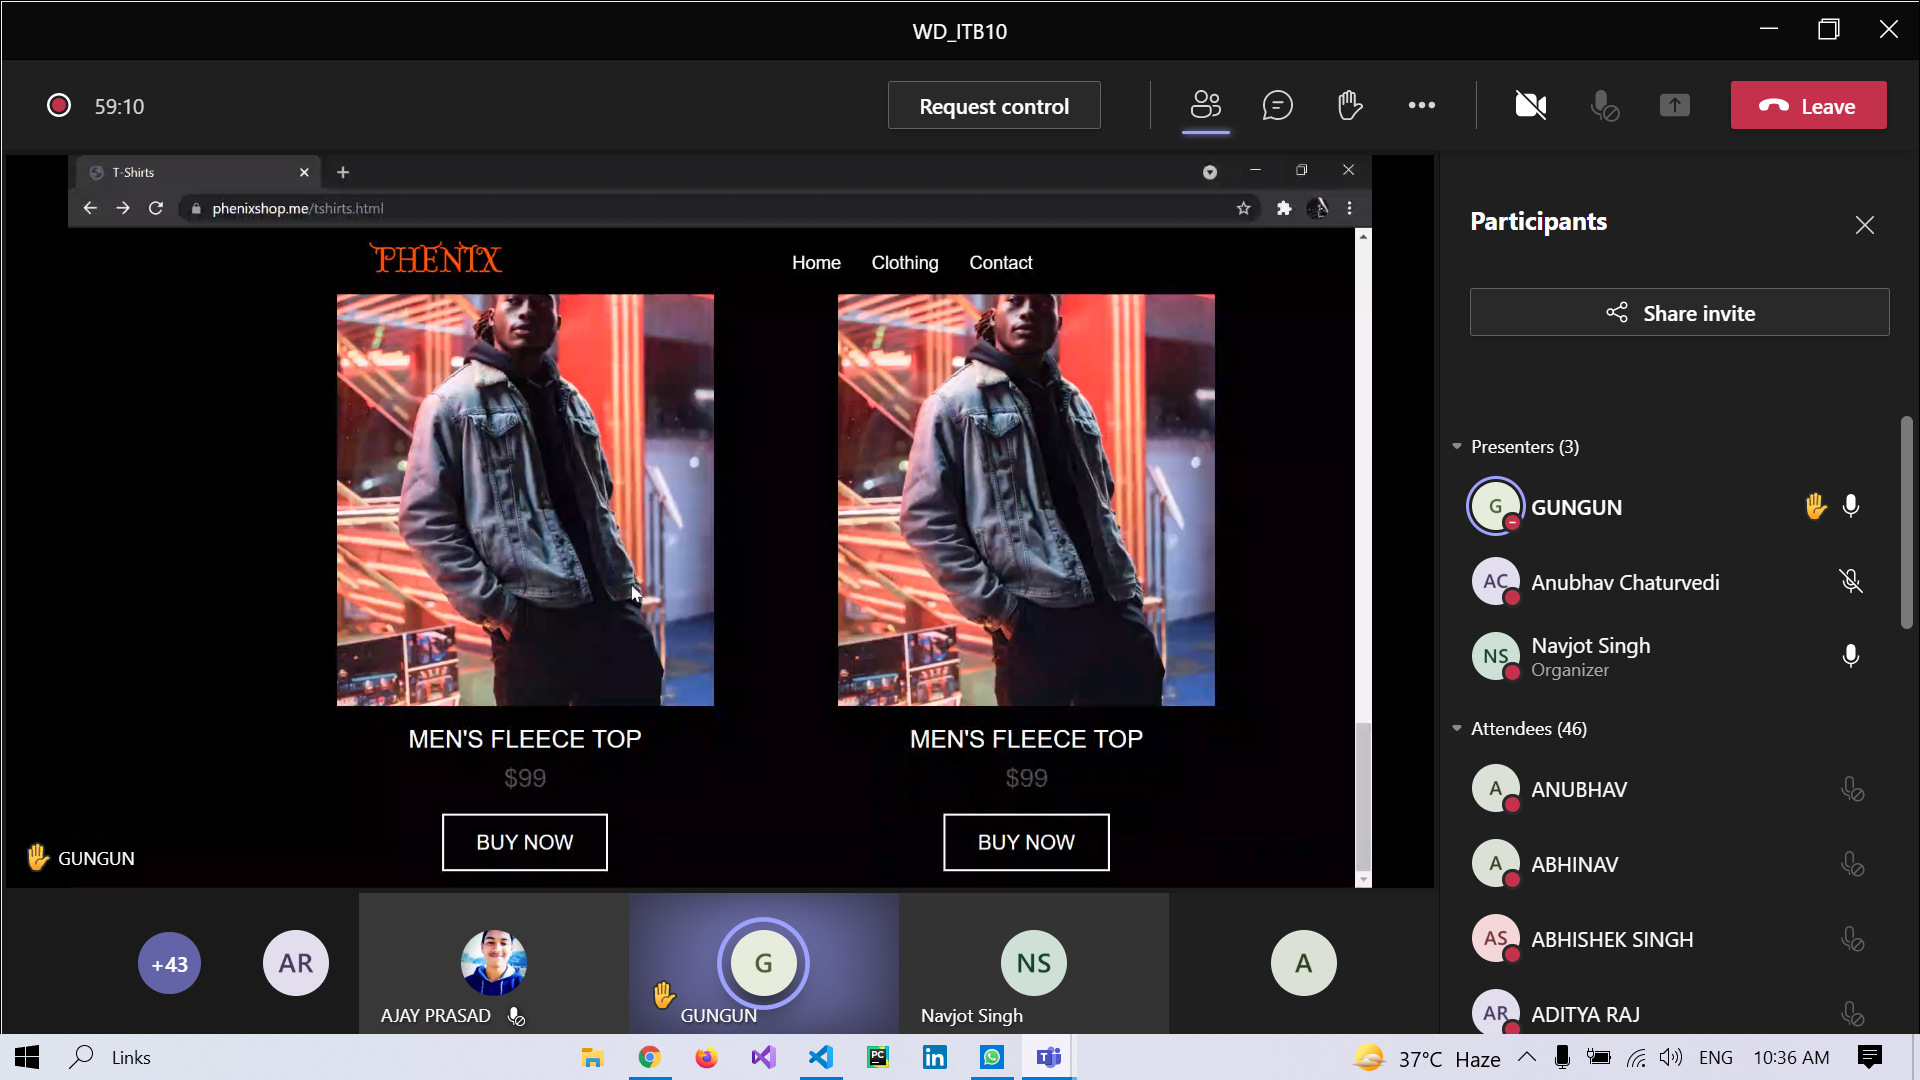 WD_ITB10
59:10
Request control
Leave
T-Shirts
phenixshop.me/tshirts.html
PHENIX
Home
Clothing
Contact
MEN'S FLEECE TOP
$99
BUY NOW
MEN'S FLEECE TOP
$99
BUY NOW
GUNGUN
Participants
Share invite
Presenters (3)
G
GUNGUN
AC
Anubhav Chaturvedi
NS
Navjot Singh
Organizer
Attendees (46)
A
ANUBHAV
A
ABHINAV
AS
ABHISHEK SINGH
AR
ADITYA RAJ
+43
AR
AJAY PRASAD
G
GUNGUN
NS
Navjot Singh
A
Links
PC
in
37°C Haze
ENG
10:36 AM